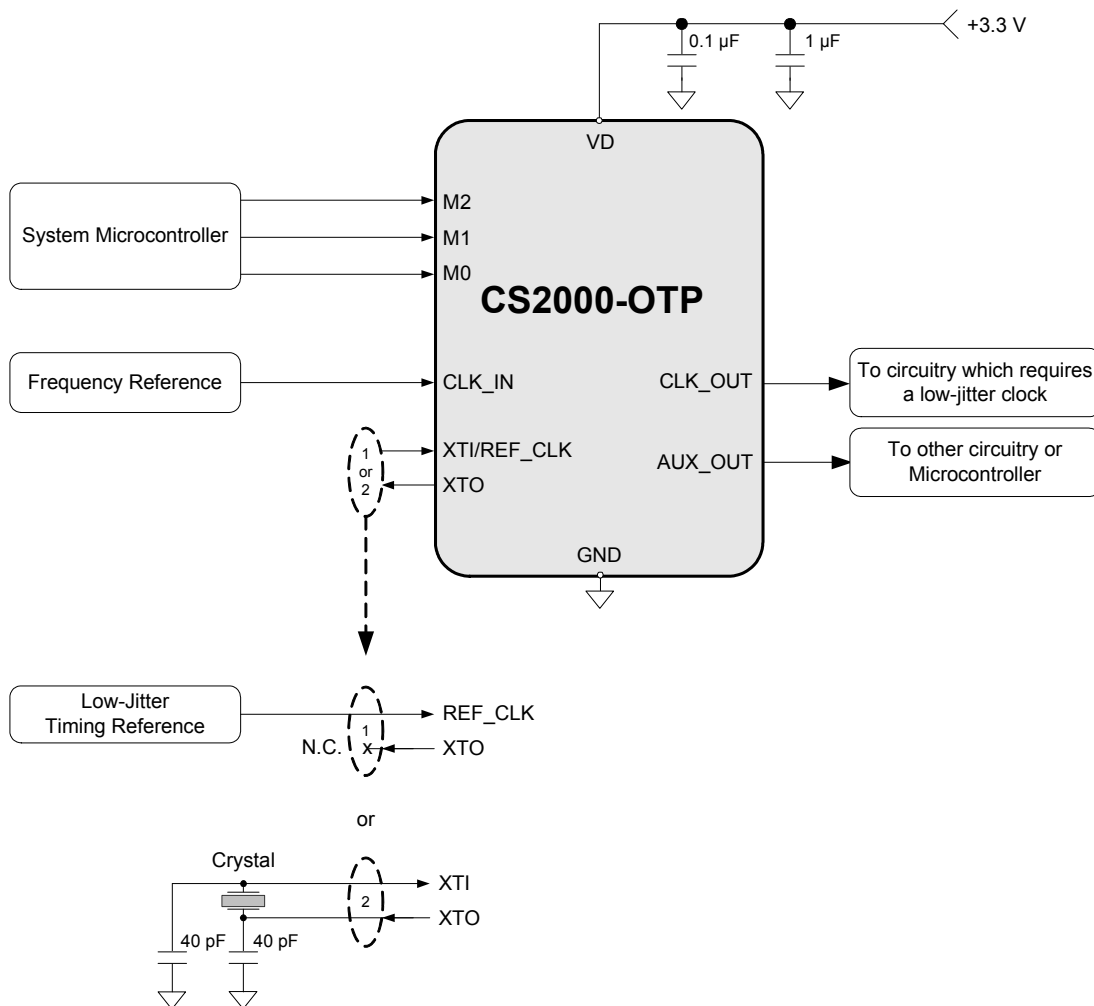 +3.3 V
0.1 µF
1 µF
VD
System Microcontroller
M2
M1
M0
CS2000-OTP
Frequency Reference
CLK_IN
CLK_OUT
To circuitry which requires
a low-jitter clock
1
or
2
XTI/REF_CLK
XTO
AUX_OUT
To other circuitry or
Microcontroller
GND
Low-Jitter
Timing Reference
1
REF_CLK
N.C.
x
XTO
or
Crystal
2
XTI
XTO
40 pF
40 pF